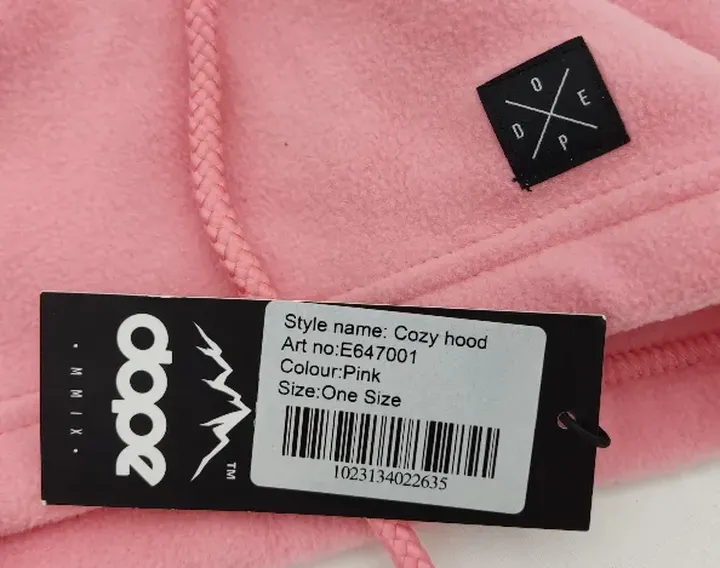 D O P E
· MMIX ·
dope
TM
Style name: Cozy hood
Art no:E647001
Colour:Pink
Size:One Size
1023134022635